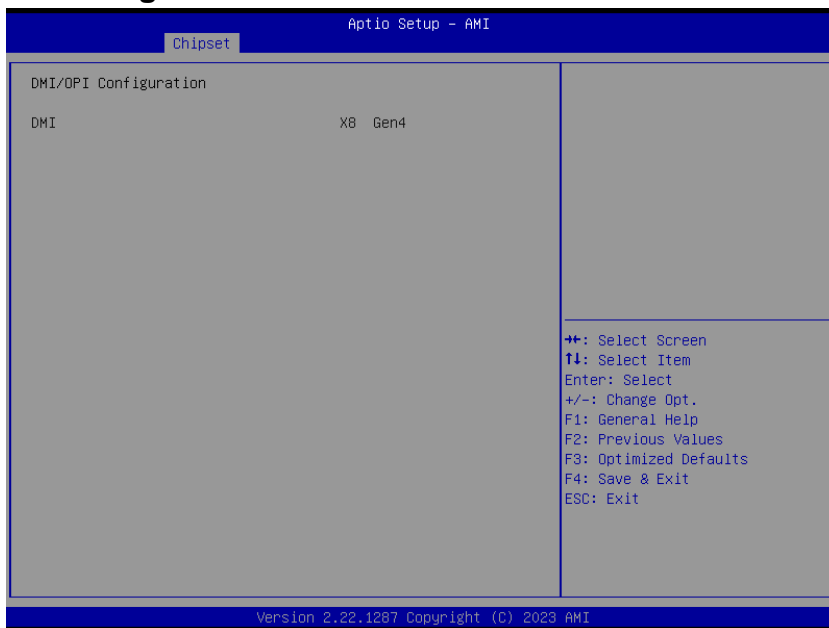 Aptio Setup - AMI
Chipset
DMI/OPI Configuration
DMI X8 Gen4
→←: Select Screen
↑↓: Select Item
Enter: Select
+/-: Change Opt.
F1: General Help
F2: Previous Values
F3: Optimized Defaults
F4: Save & Exit
ESC: Exit
Version 2.22.1287 Copyright (C) 2023 AMI